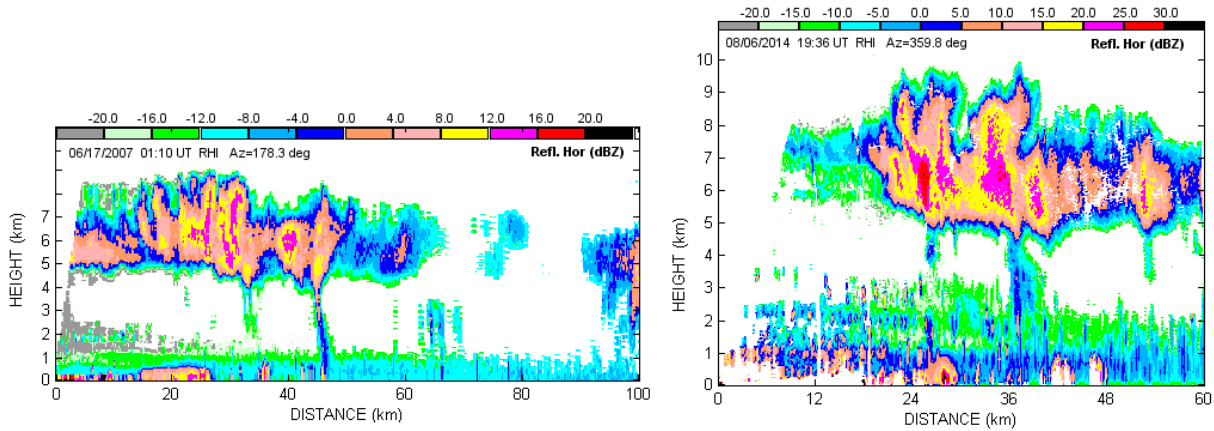 -20.0 -16.0 -12.0 -8.0 -4.0 0.0 4.0 8.0 12.0 16.0 20.0
06/17/2007 01:10 UT RHI Az=178.3 deg Refl. Hor (dBZ)
HEIGHT (km)
7
6
5
4
3
2
1
0
0 20 40 60 80 100
DISTANCE (km)
-20.0 -15.0 -10.0 -5.0 0.0 5.0 10.0 15.0 20.0 25.0 30.0
08/06/2014 19:36 UT RHI Az=359.8 deg Refl. Hor (dBZ)
HEIGHT (km)
10
9
8
7
6
5
4
3
2
1
0
0 12 24 36 48 60
DISTANCE (km)